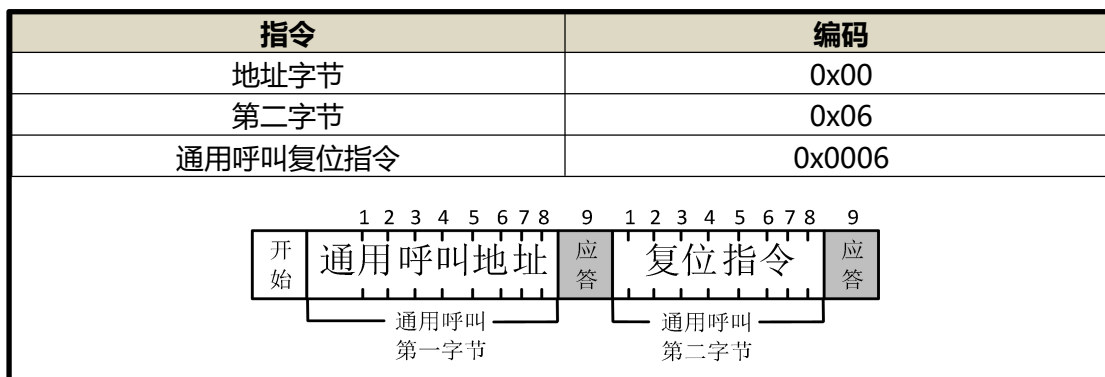 指令 编码
地址字节 0x00
第二字节 0x06
通用呼叫复位指令 0x0006
1 2 3 4 5 6 7 8 9 1 2 3 4 5 6 7 8 9
开始 通用呼叫地址 应答 复位指令 应答
通用呼叫 通用呼叫
第一字节 第二字节